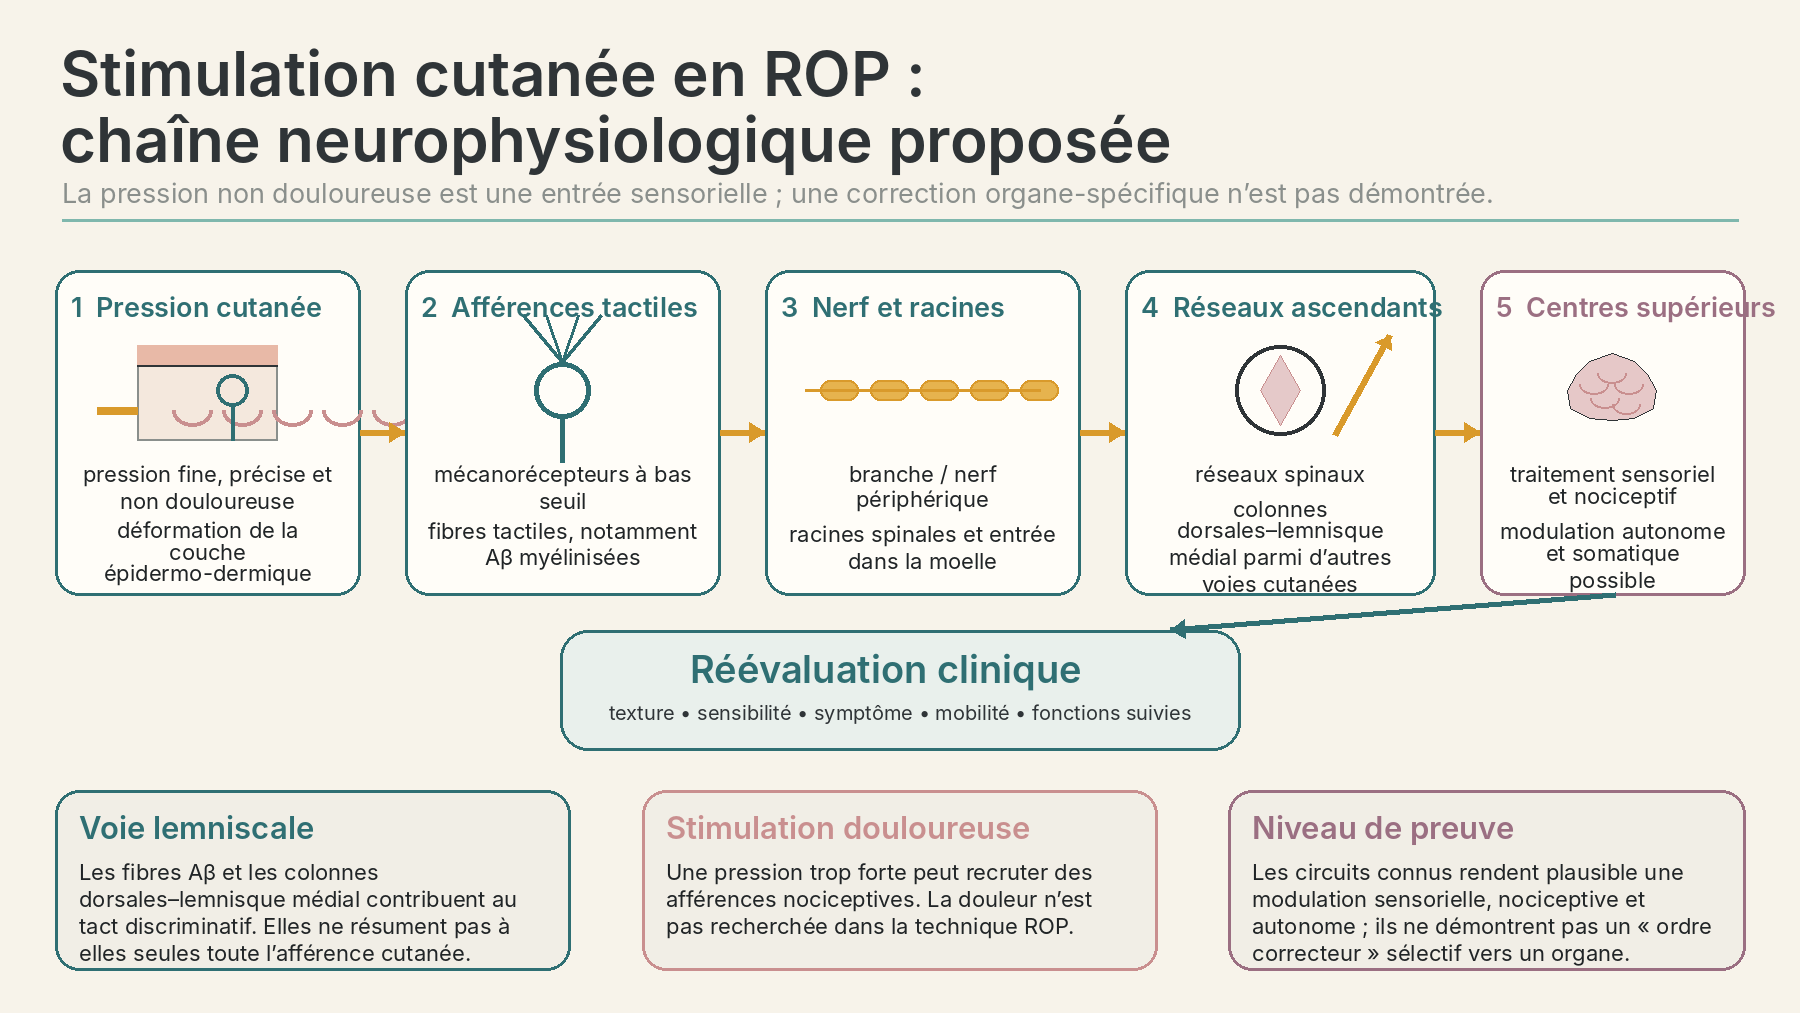 Stimulation cutanée en ROP :
chaîne neurophysiologique proposée
La pression non douloureuse est une entrée sensorielle ; une correction organe-spécifique n’est pas démontrée.
1 Pression cutanée
pression fine, précise et
non douloureuse
déformation de la
couche
épidermo-dermique
2 Afférences tactiles
mécanorécepteurs à bas
seuil
fibres tactiles, notamment
Aβ myélinisées
3 Nerf et racines
branche / nerf
périphérique
racines spinales et entrée
dans la moelle
4 Réseaux ascendants
réseaux spinaux
colonnes
dorsales–lemnisque
médial parmi d’autres
voies cutanées
5 Centres supérieurs
traitement sensoriel
et nociceptif
modulation autonome
et somatique
possible
Réévaluation clinique
texture • sensibilité • symptôme • mobilité • fonctions suivies
Voie lemniscale
Les fibres Aβ et les colonnes
dorsales–lemnisque médial contribuent au
tact discriminatif. Elles ne résument pas à
elles seules toute l’afférence cutanée.
Stimulation douloureuse
Une pression trop forte peut recruter des
afférences nociceptives. La douleur n’est
pas recherchée dans la technique ROP.
Niveau de preuve
Les circuits connus rendent plausible une
modulation sensorielle, nociceptive et
autonome ; ils ne démontrent pas un « ordre
correcteur » sélectif vers un organe.